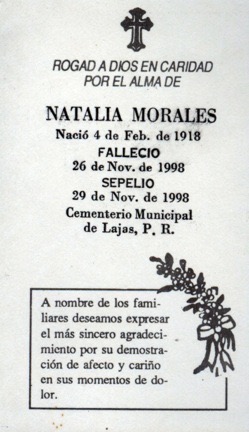 ROGAD A DIOS EN CARIDAD
POR EL ALMA DE
NATALIA MORALES
Nació 4 de Feb. de 1918
FALLECIO
26 de Nov. de 1998
SEPELIO
29 de Nov. de 1998
Cementerio Municipal
de Lajas, P. R.
A nombre de los fami-
liares deseamos expresar
el más sincero agradeci-
miento por su demostra-
ción de afecto y cariño
en sus momentos de do-
lor.